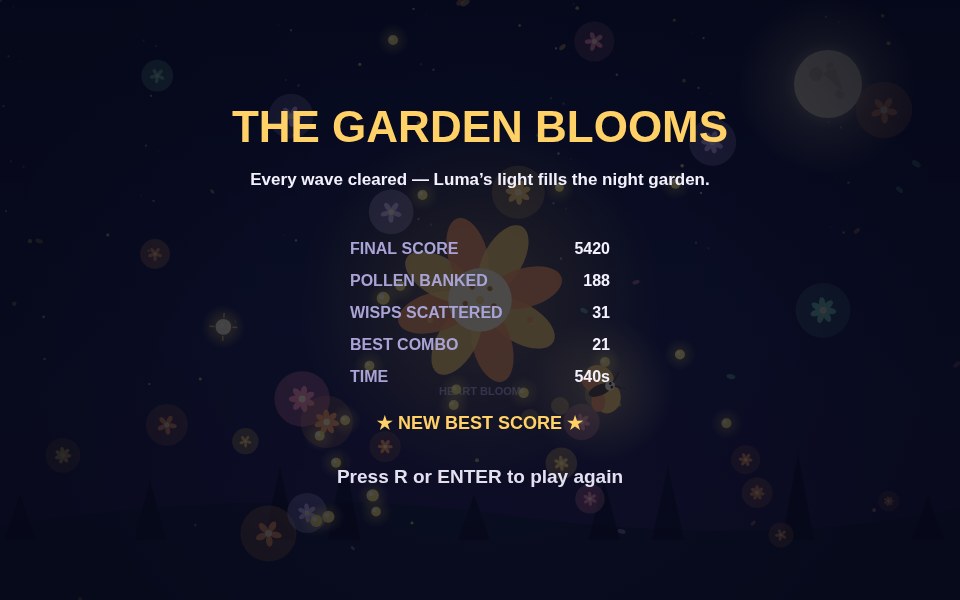 THE GARDEN BLOOMS
Every wave cleared — Luma’s light fills the night garden.
FINAL SCORE 5420
POLLEN BANKED 188
WISPS SCATTERED 31
BEST COMBO 21
TIME 540s
HEART BLOOM
★ NEW BEST SCORE ★
Press R or ENTER to play again